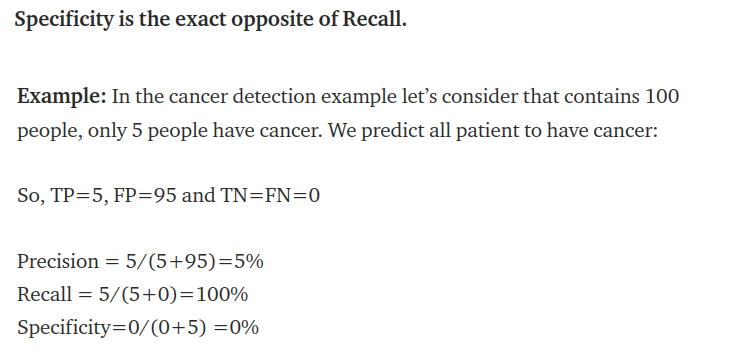 Specificity is the exact opposite of Recall.
Example: In the cancer detection example let’s consider that contains 100
people, only 5 people have cancer. We predict all patient to have cancer:
So, TP=5, FP=95 and TN=FN=0
Precision = 5/(5+95)=5%
Recall = 5/(5+0)=100%
Specificity=0/(0+5) =0%